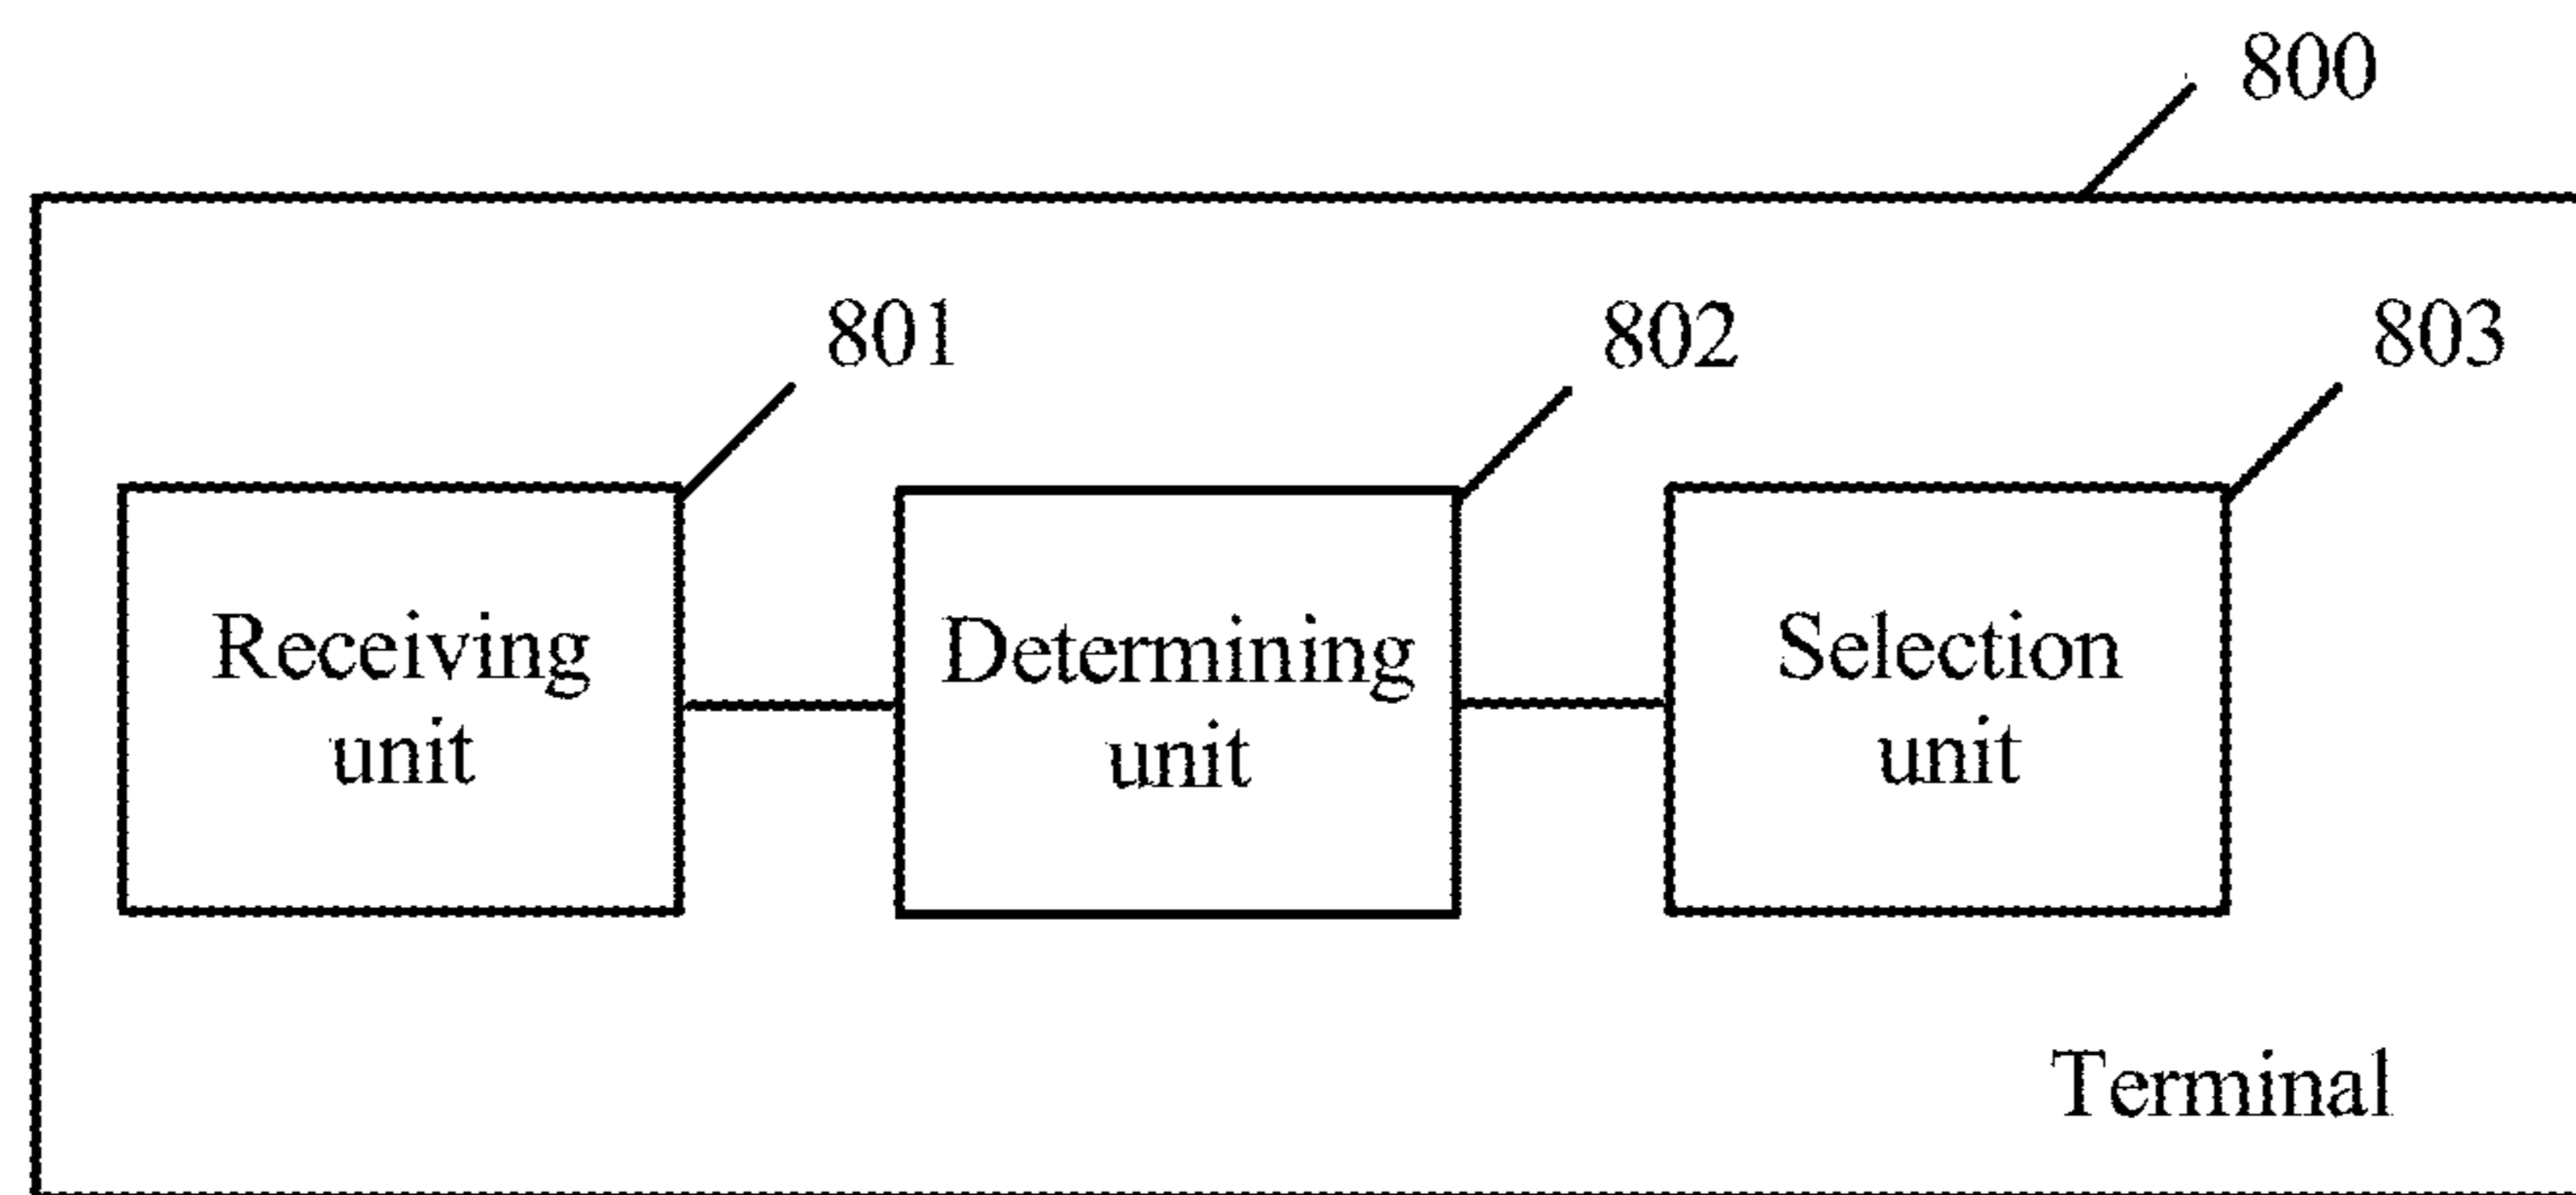 800
801
802
803
Receiving
unit
Determining
unit
Selection
unit
Terminal